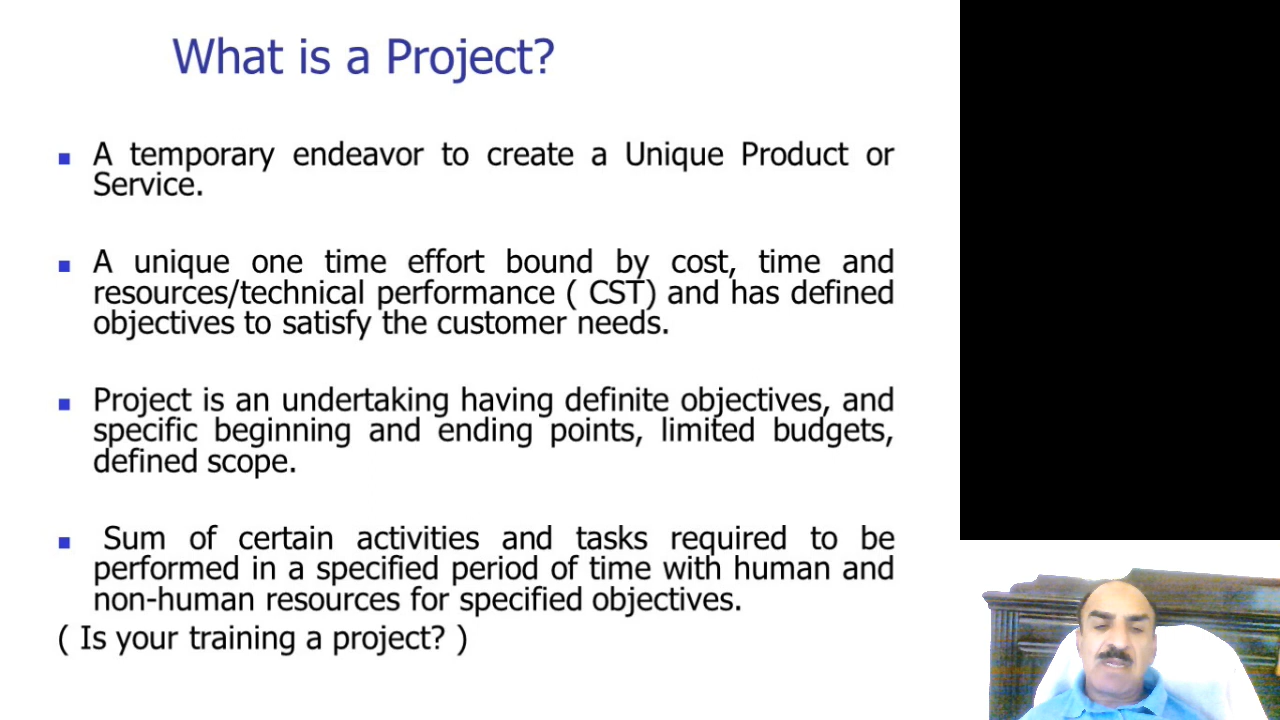 What is a Project?
A temporary endeavor to create a Unique Product or
Service.
A unique one time effort bound by cost, time and
resources/technical performance ( CST) and has defined
objectives to satisfy the customer needs.
Project is an undertaking having definite objectives, and
specific beginning and ending points, limited budgets,
defined scope.
Sum of certain activities and tasks required to be
performed in a specified period of time with human and
non-human resources for specified objectives.
( Is your training a project? )